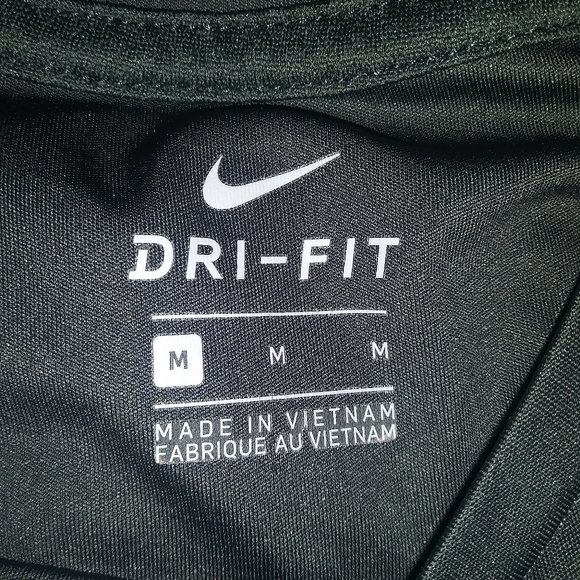 DRI-FIT
M M M
MADE IN VIETNAM
FABRIQUE AU VIETNAM